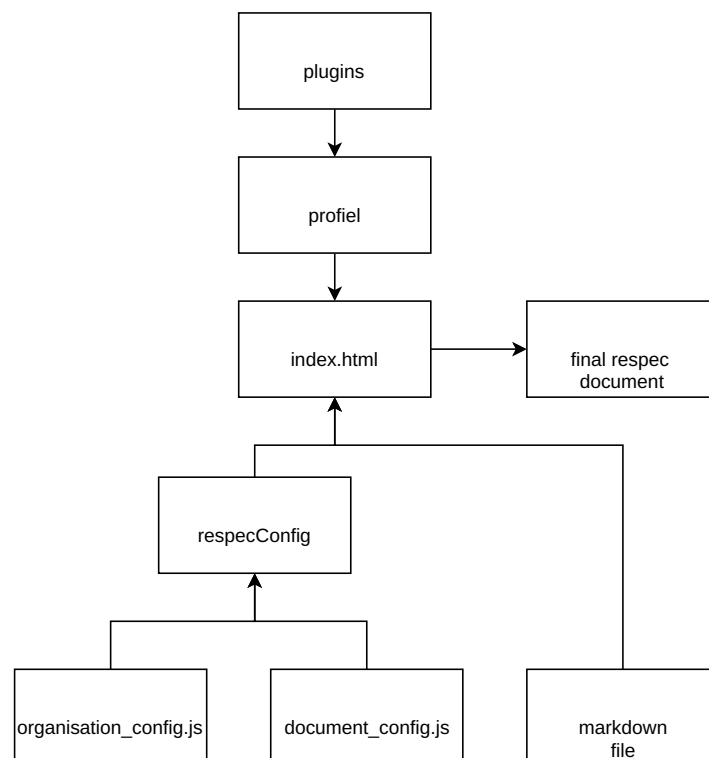 plugins
profiel
index.html
final respec
document
respecConfig
organisation_config.js
document_config.js
markdown
file